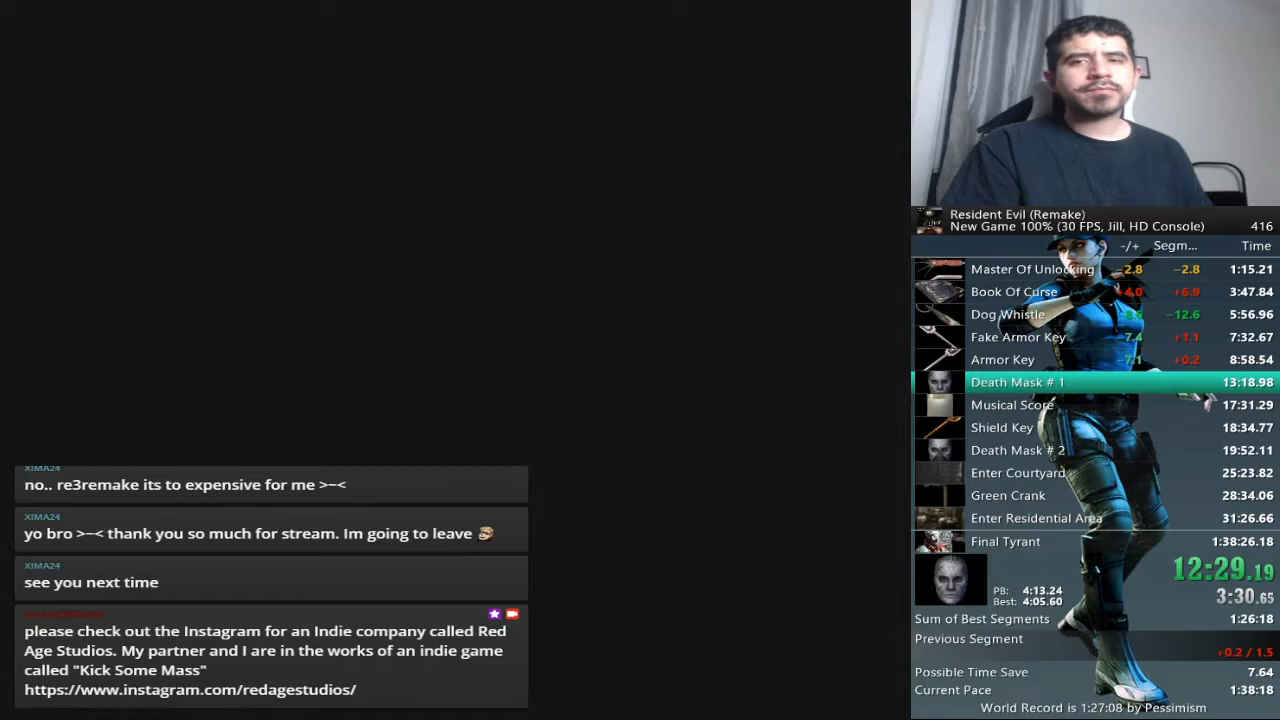 XIMA24
no.. re3remake its to expensive for me >~<
XIMA24
yo bro >~< thank you so much for stream. Im going to leave
XIMA24
see you next time
please check out the Instagram for an Indie company called Red
Age Studios. My partner and I are in the works of an indie game
called "Kick Some Mass"
https://www.instagram.com/redagestudios/
Resident Evil (Remake)
New Game 100% (30 FPS, Jill, HD Console) 416
-/+ Segm... Time
Master Of Unlocking −2.8 −2.8 1:15.21
Book Of Curse +4.0 +6.9 3:47.84
Dog Whistle −12.6 5:56.96
Fake Armor Key −7.4 +1.1 7:32.67
Armor Key −7.1 +0.2 8:58.54
Death Mask # 1 13:18.98
Musical Score 17:31.29
Shield Key 18:34.77
Death Mask # 2 19:52.11
Enter Courtyard 25:23.82
Green Crank 28:34.06
Enter Residential Area 31:26.66
Final Tyrant 1:38:26.18
12:29.19
PB: 4:13.24
Best: 4:05.60
3:30.65
Sum of Best Segments 1:26:18
Previous Segment
+0.2 / 1.5
Possible Time Save 7.64
Current Pace 1:38:18
World Record is 1:27:08 by Pessimism